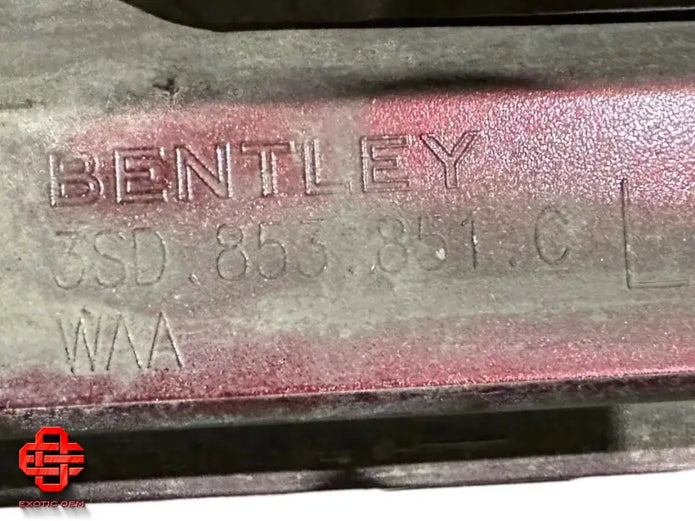 BENTLEY
3SD.853.851.C
WAA
EXOTIC OEM